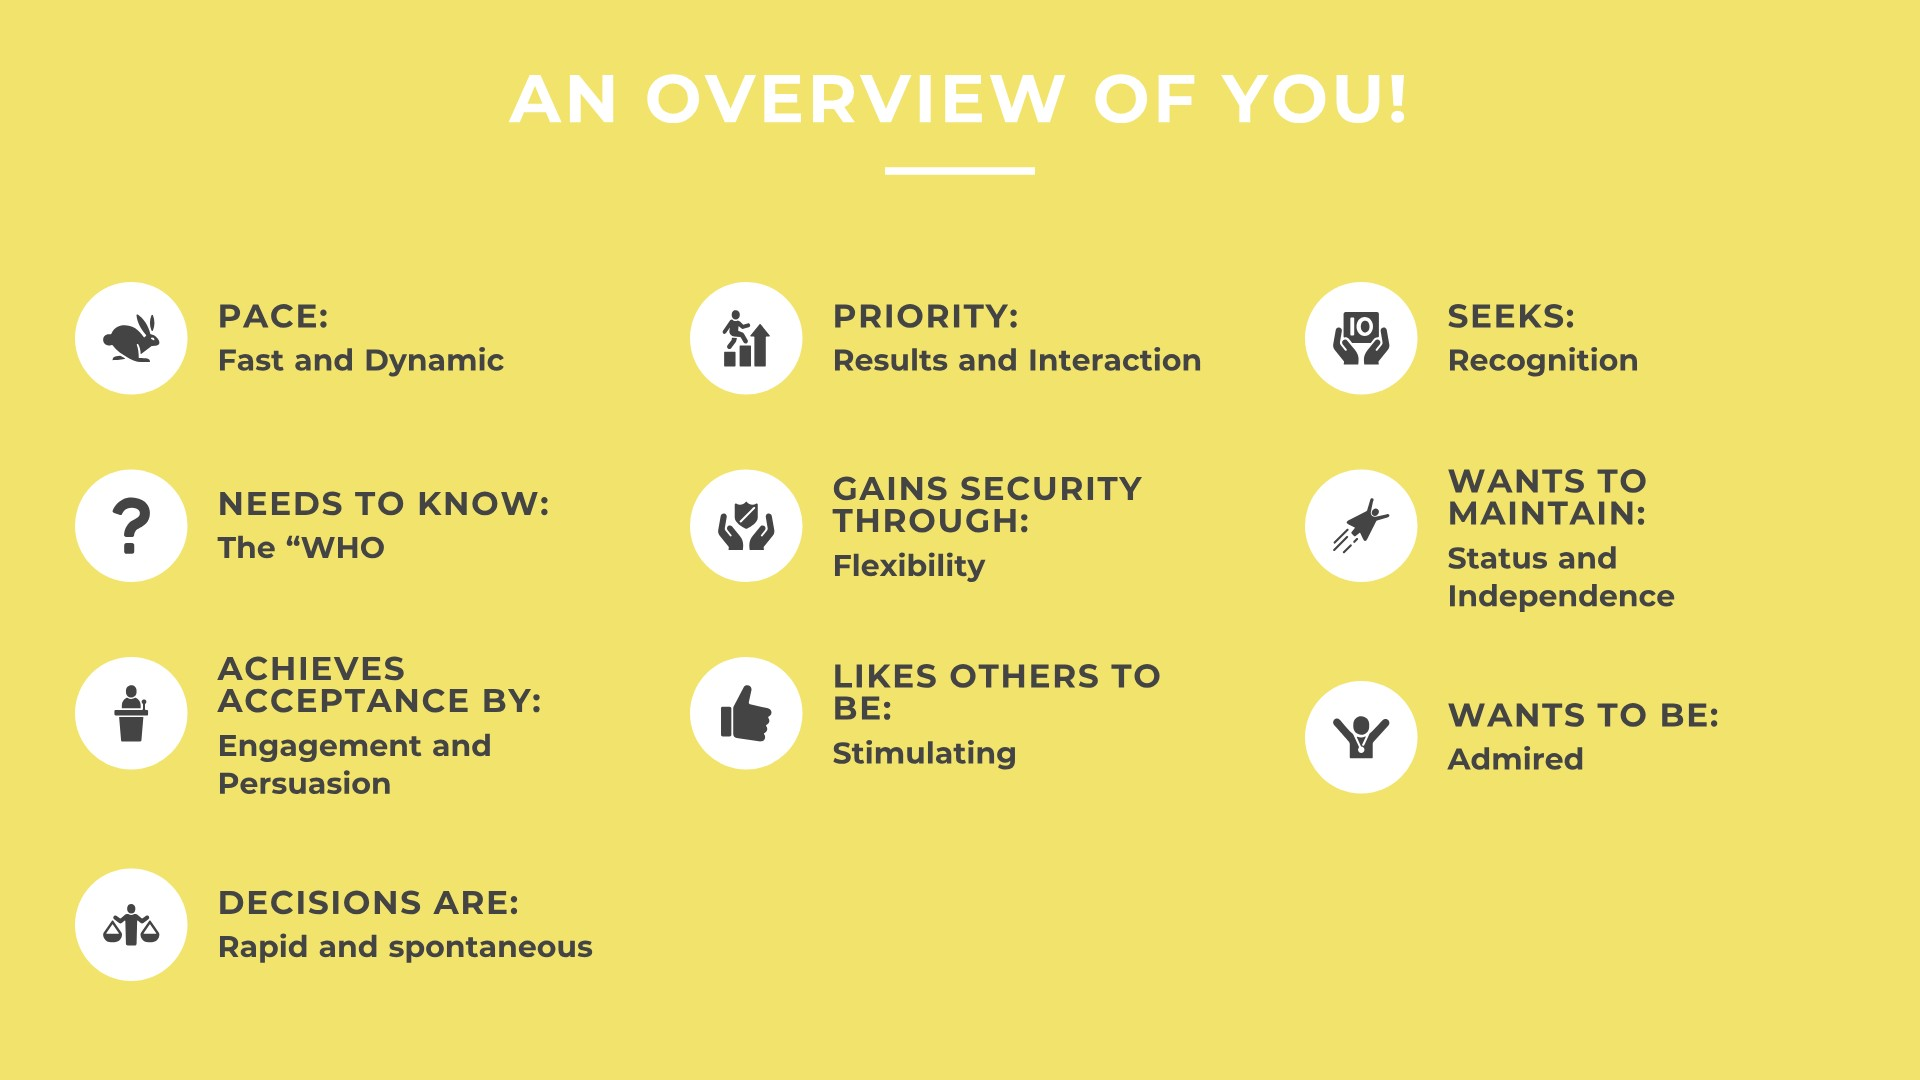 AN OVERVIEW OF YOU!
PACE:
Fast and Dynamic
PRIORITY:
Results and Interaction
SEEKS:
10
Recognition
NEEDS TO KNOW:
The “WHO
GAINS SECURITY
THROUGH:
Flexibility
WANTS TO
MAINTAIN:
Status and
Independence
ACHIEVES
ACCEPTANCE BY:
Engagement and
Persuasion
LIKES OTHERS TO
BE:
Stimulating
WANTS TO BE:
Admired
DECISIONS ARE:
Rapid and spontaneous